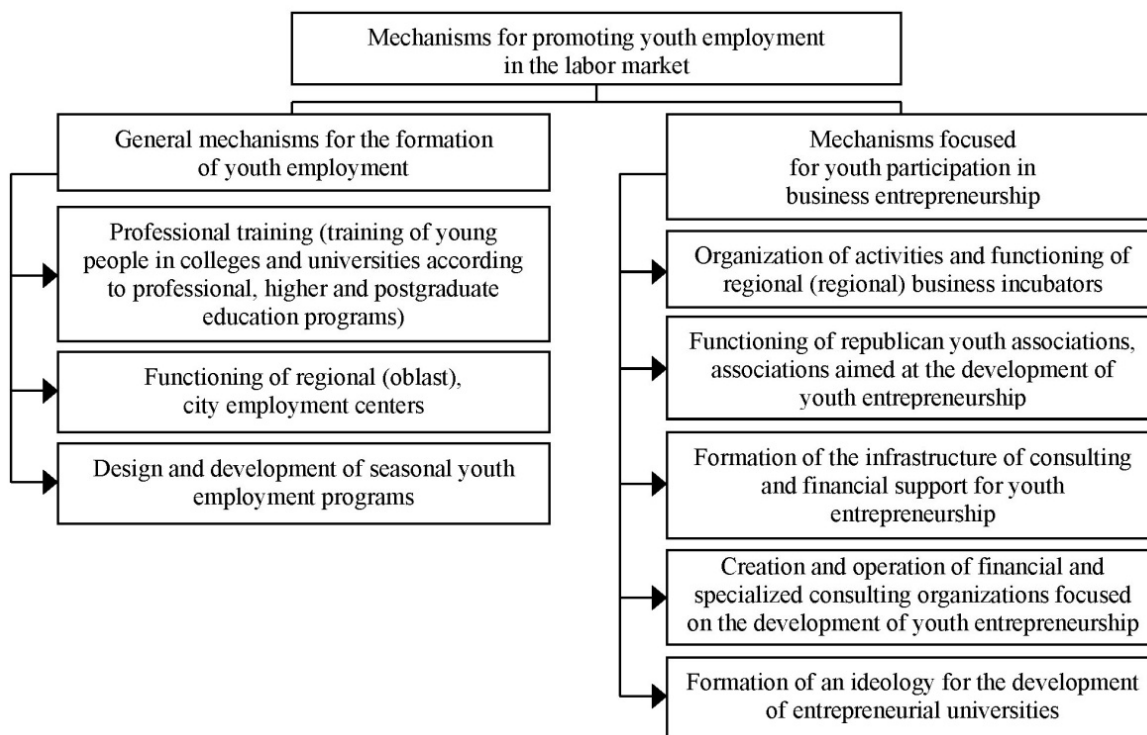 Mechanisms for promoting youth employment
in the labor market
General mechanisms for the formation
of youth employment
Professional training (training of young
people in colleges and universities according
to professional, higher and postgraduate
education programs)
Functioning of regional (oblast),
city employment centers
Design and development of seasonal youth
employment programs
Mechanisms focused
for youth participation in
business entrepreneurship
Organization of activities and functioning of
regional (regional) business incubators
Functioning of republican youth associations,
associations aimed at the development of
youth entrepreneurship
Formation of the infrastructure of consulting
and financial support for youth
entrepreneurship
Creation and operation of financial and
specialized consulting organizations focused
on the development of youth entrepreneurship
Formation of an ideology for the development
of entrepreneurial universities